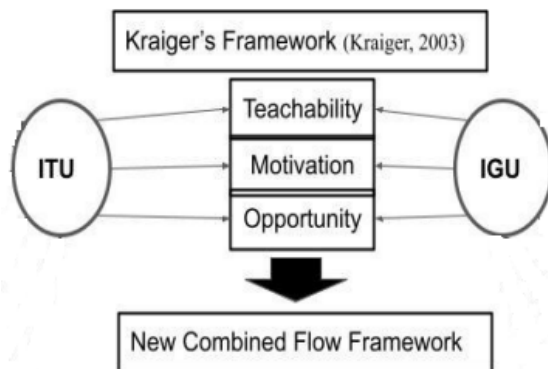 Kraiger's Framework (Kraiger, 2003)
Teachability
ITU
Motivation
IGU
Opportunity
New Combined Flow Framework